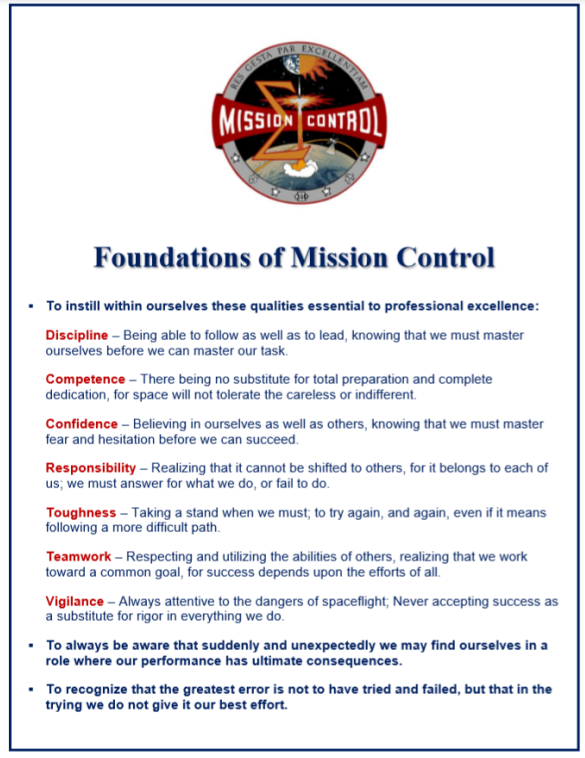 RES GESTA PAR EXCELLENTIAM
MISSION CONTROL
Foundations of Mission Control
▪ To instill within ourselves these qualities essential to professional excellence:
Discipline – Being able to follow as well as to lead, knowing that we must master
ourselves before we can master our task.
Competence – There being no substitute for total preparation and complete
dedication, for space will not tolerate the careless or indifferent.
Confidence – Believing in ourselves as well as others, knowing that we must master
fear and hesitation before we can succeed.
Responsibility – Realizing that it cannot be shifted to others, for it belongs to each of
us; we must answer for what we do, or fail to do.
Toughness – Taking a stand when we must; to try again, and again, even if it means
following a more difficult path.
Teamwork – Respecting and utilizing the abilities of others, realizing that we work
toward a common goal, for success depends upon the efforts of all.
Vigilance – Always attentive to the dangers of spaceflight; Never accepting success as
a substitute for rigor in everything we do.
▪ To always be aware that suddenly and unexpectedly we may find ourselves in a
role where our performance has ultimate consequences.
▪ To recognize that the greatest error is not to have tried and failed, but that in the
trying we do not give it our best effort.